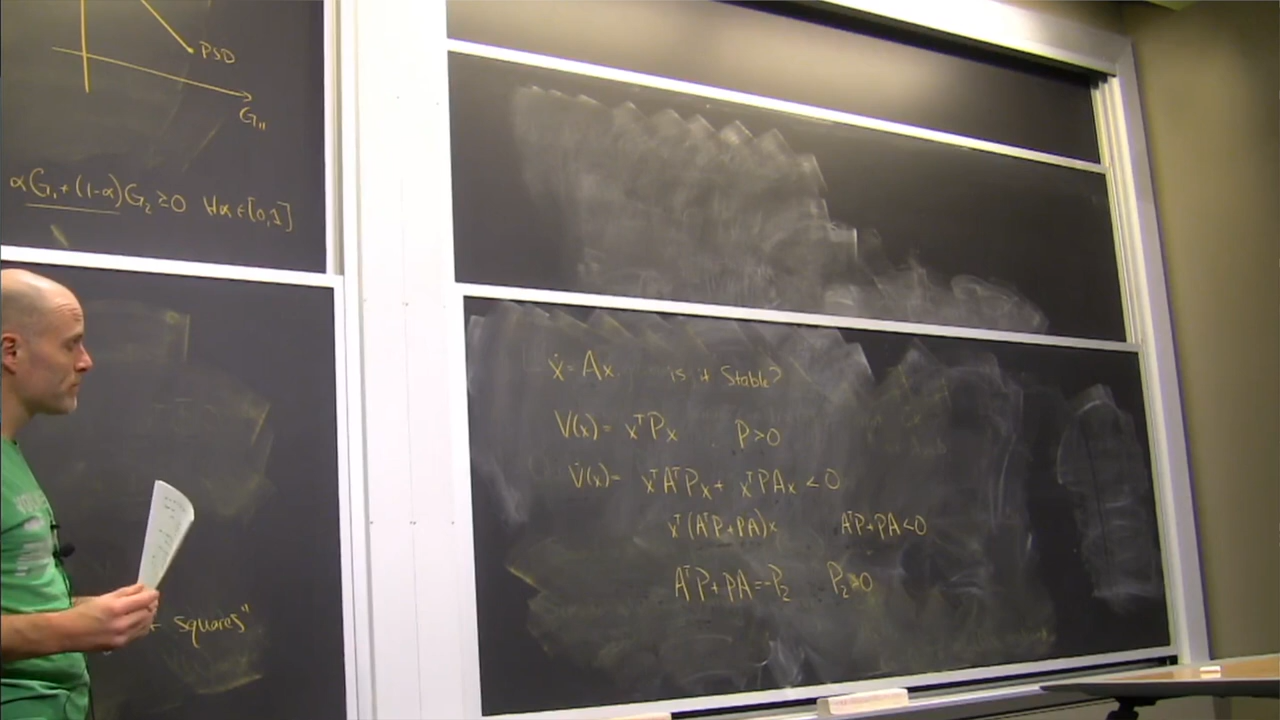 PSD
G₁₁
αG₁+(1-α)G₂≥0 ∀α∈[0,1]
squares"
ẋ=Ax is it Stable?
V(x)= xᵀPx P>0
V̇(x)= xᵀAᵀPx+ xᵀPAx <0
xᵀ(AᵀP+PA)x AᵀP+PA<0
AᵀP+PA=-P₂ P₂≥0